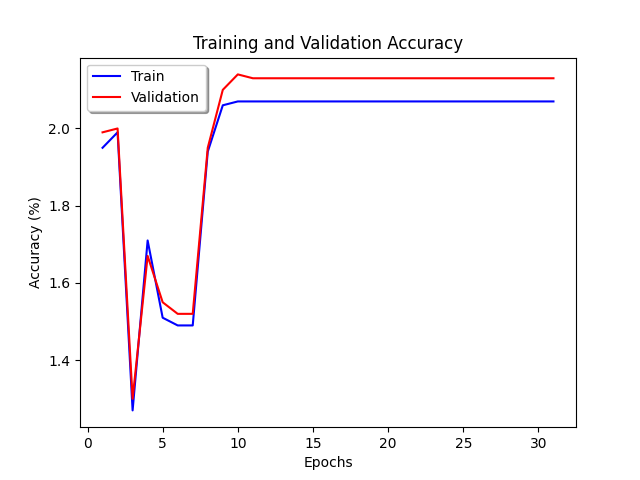 Training and Validation Accuracy
Train
Validation
Accuracy (%)
2.0
1.8
1.6
1.4
0 5 10 15 20 25 30
Epochs